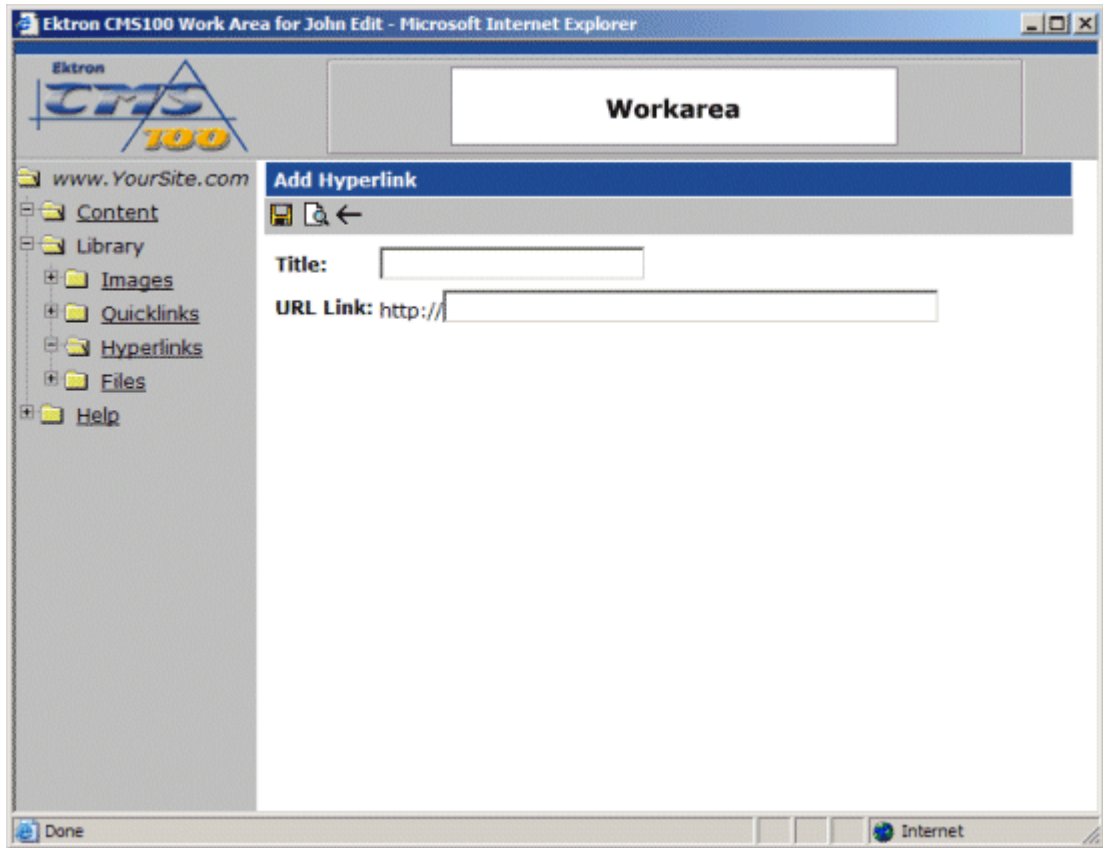 Ektron CMS100 Work Area for John Edit - Microsoft Internet Explorer
Ektron
CMS
100
Workarea
www.YourSite.com
Add Hyperlink
Content
Library
Title:
Images
URL Link: http://
Quicklinks
Hyperlinks
Files
Help
Done
Internet